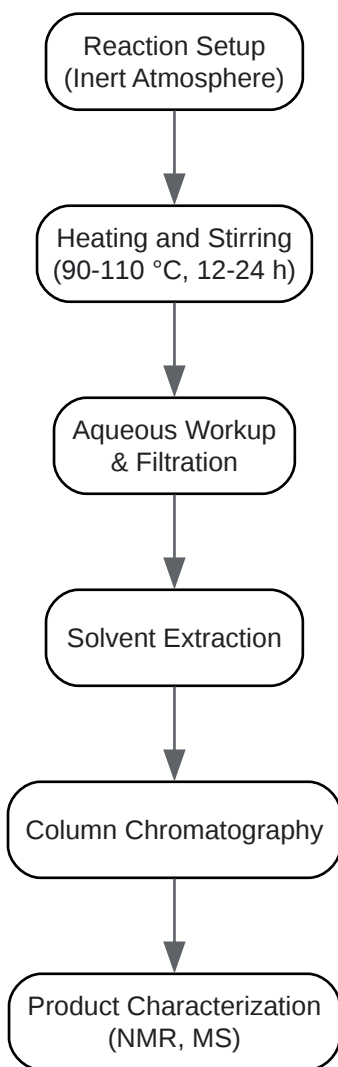 Reaction Setup
(Inert Atmosphere)
Heating and Stirring
(90-110 °C, 12-24 h)
Aqueous Workup
& Filtration
Solvent Extraction
Column Chromatography
Product Characterization
(NMR, MS)